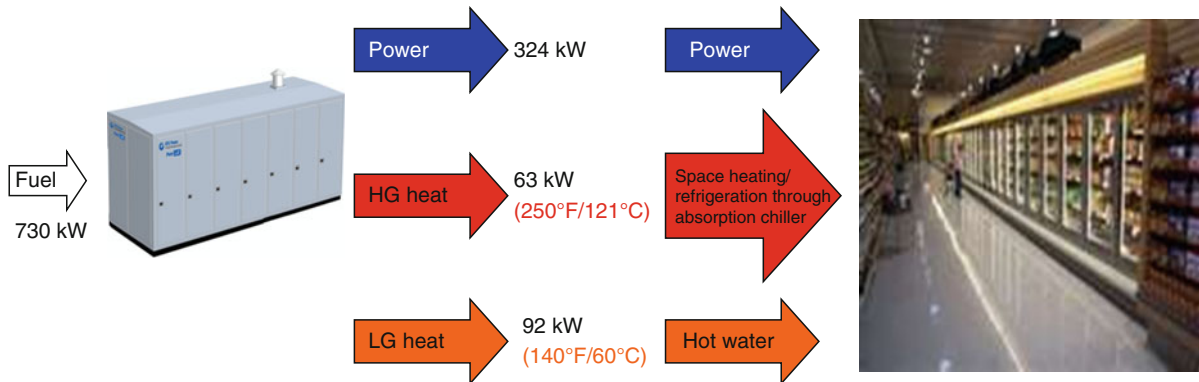 Power
324 kW
Power
Fuel
730 kW
HG heat
63 kW
(250°F/121°C)
Space heating/
refrigeration through
absorption chiller
LG heat
92 kW
(140°F/60°C)
Hot water